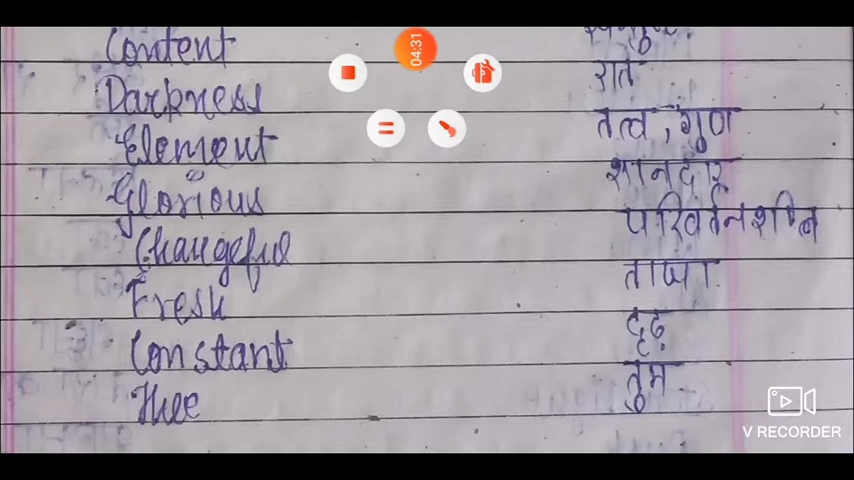 Content
Darkness रात
Element तत्व, गुण
Glorious शानदार
Changeful परिवर्तनशील
Fresh ताजा
Constant दृढ़
Thee तुम
04:31
V RECORDER